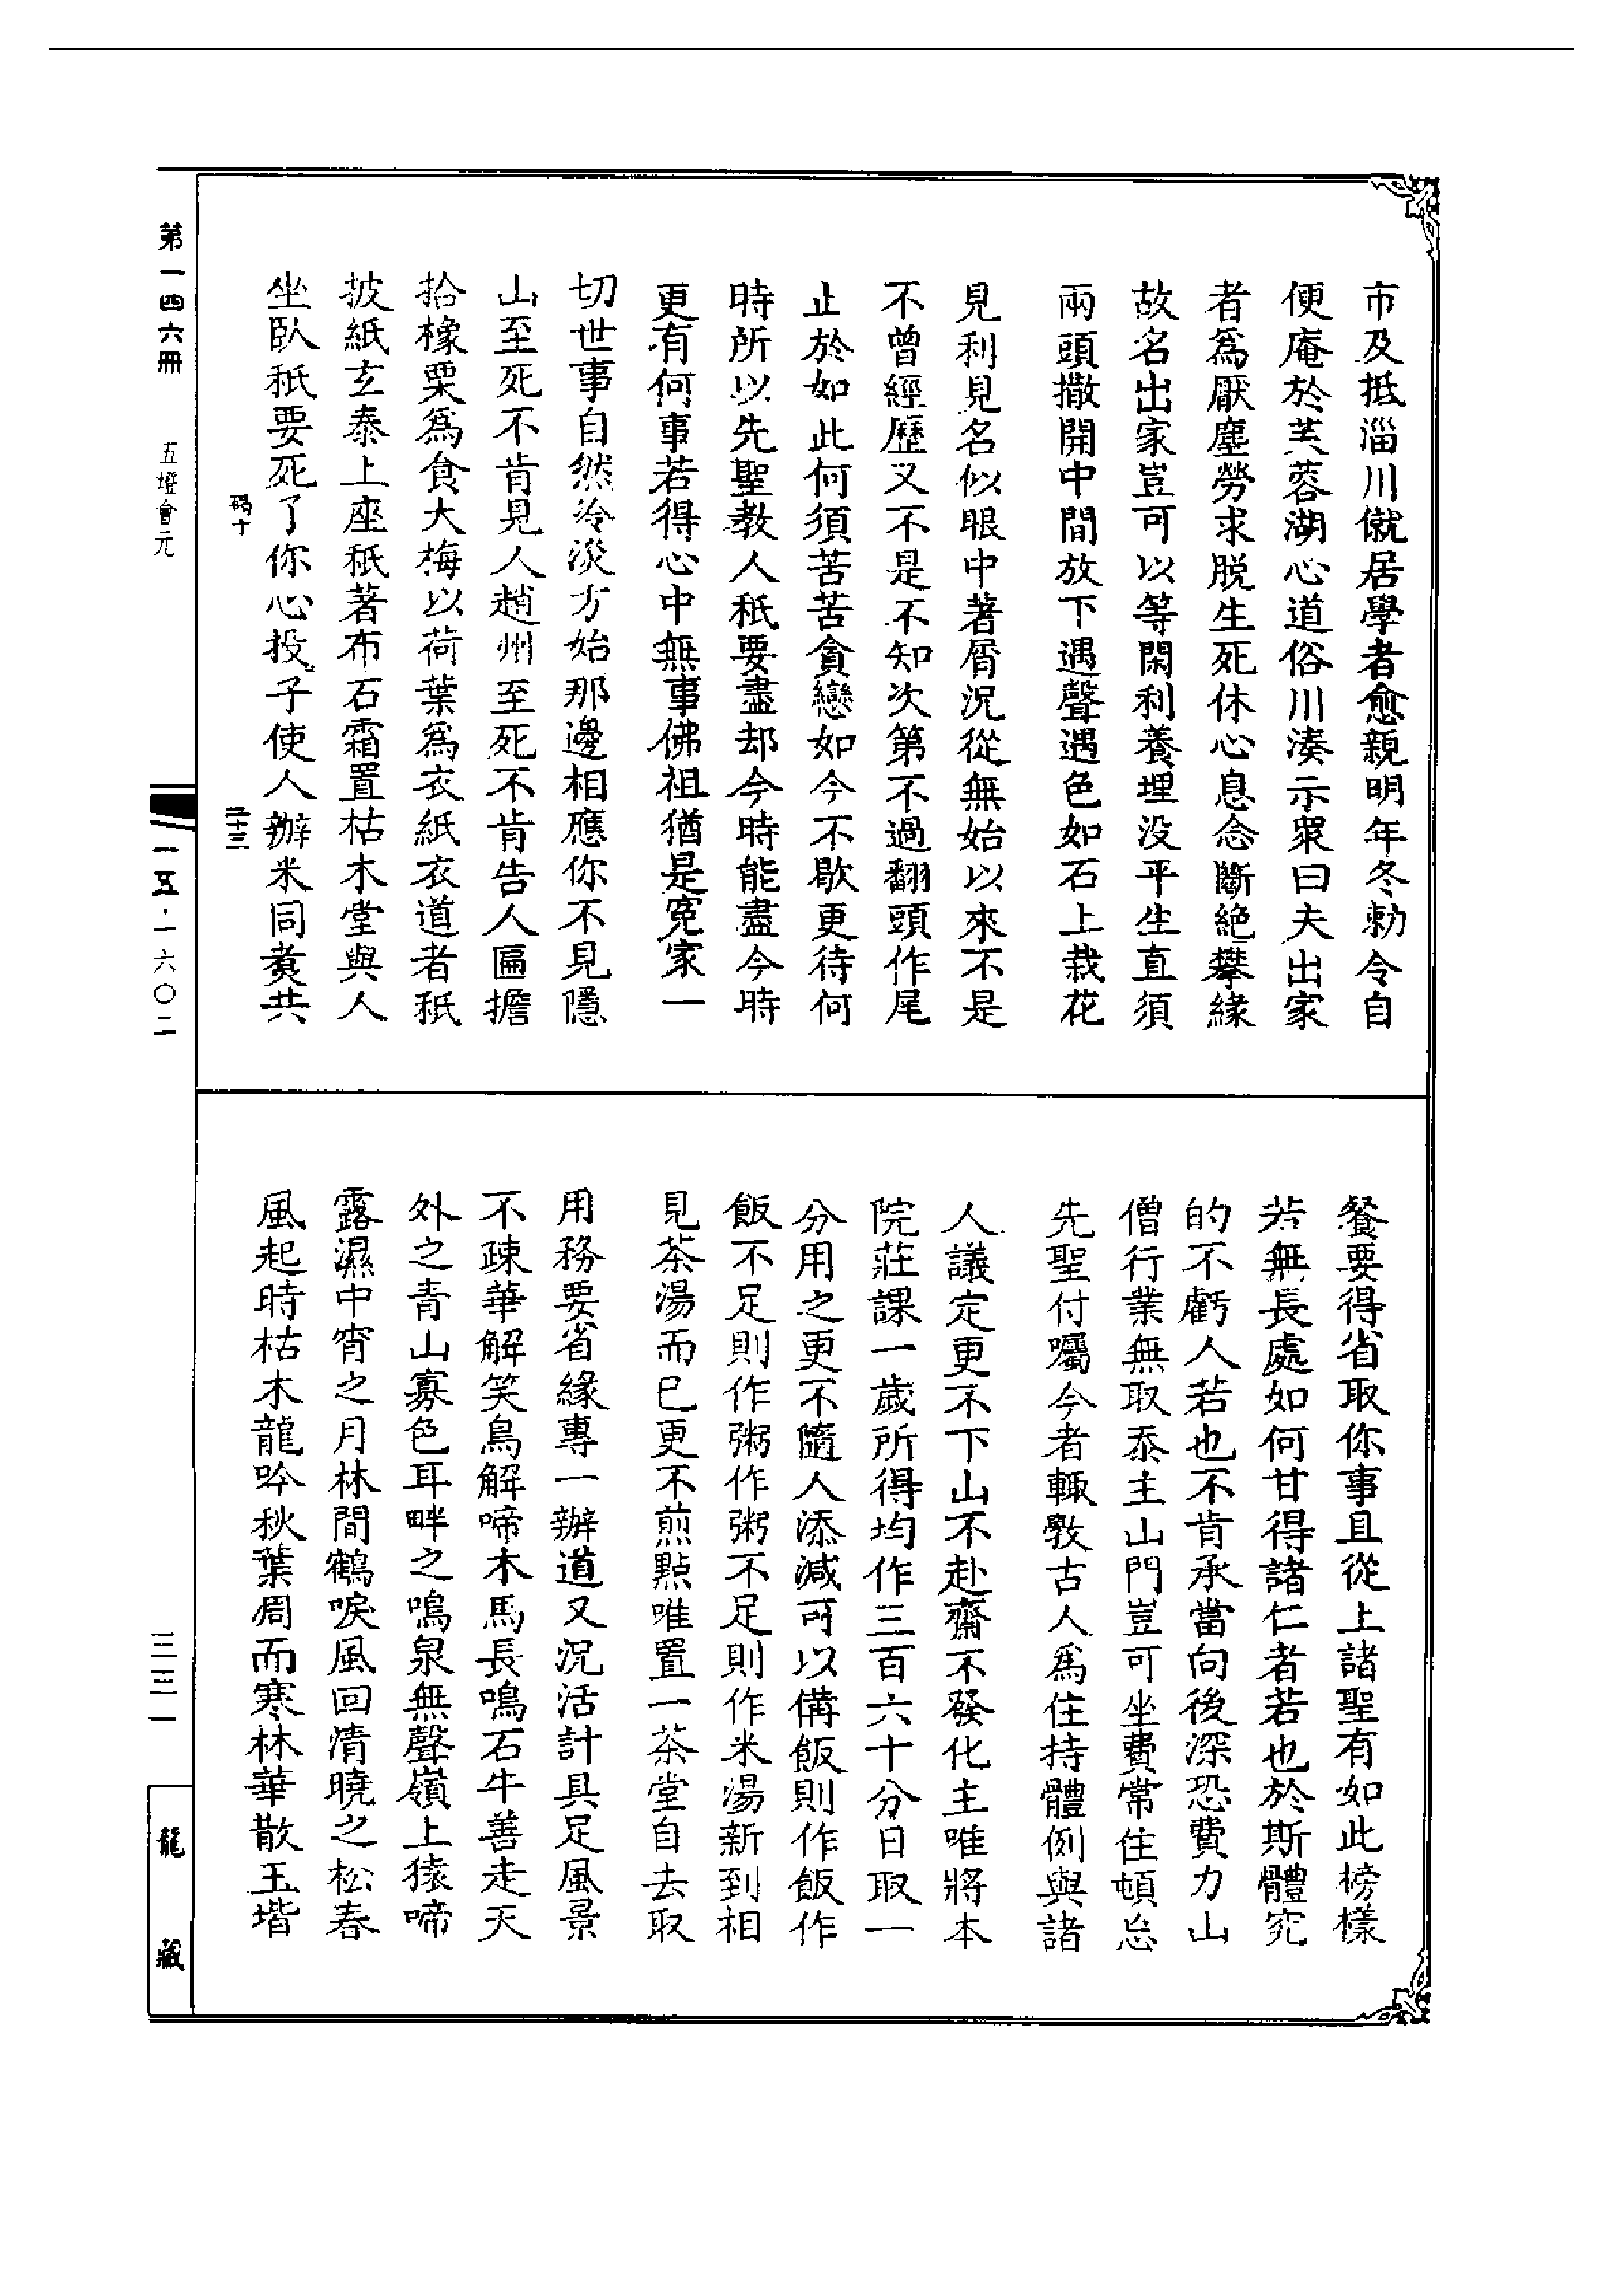 市及抵淄川僦居學者愈親明年冬勅令自
便庵於芙蓉湖心道俗川湊示衆曰夫出家
者爲厭塵勞求脱生死休心息念斷絶攀緣
故名出家豈可以等閑利養埋没平生直須
兩頭撒開中間放下遇聲遇色如石上栽花
見利見名似眼中著屑況從無始以來不是
不曾經歷又不是不知次第不過翻頭作尾
止於如此何須苦苦貪戀如今不歇更待何
時所以先聖教人秖要盡却今時能盡今時
更有何事若得心中無事佛祖猶是冤家一
切世事自然冷淡方始那邊相應你不見隱
山至死不肯見人趙州至死不肯告人匾擔
拾橡栗爲食大梅以荷葉爲衣紙衣道者秖
披紙玄泰上座秖著布石霜置枯木堂與人
坐臥秖要死了你心投子使人辦米同煑共
碣十
二十三
餐要得省取你事且從上諸聖有如此榜樣
若無長處如何甘得諸仁者若也於斯體究
的不虧人若也不肯承當向後深恐費力山
僧行業無取忝主山門豈可坐費常住頓忘
先聖付囑今者輒斆古人爲住持體例與諸
人議定更不下山不赴齋不發化主唯將本
院莊課一歲所得均作三百六十分日取一
分用之更不隨人添減可以備飯則作飯作
飯不足則作粥作粥不足則作米湯新到相
見茶湯而已更不煎點唯置一茶堂自去取
用務要省緣專一辦道又況活計具足風景
不疎華解笑鳥解啼木馬長鳴石牛善走天
外之青山寡色耳畔之鳴泉無聲嶺上猿啼
露濕中宵之月林間鶴唳風回清曉之松春
風起時枯木龍吟秋葉凋而寒林華散玉堦
第一四六冊
五燈會元
一五·一六〇二
三三一
龍藏